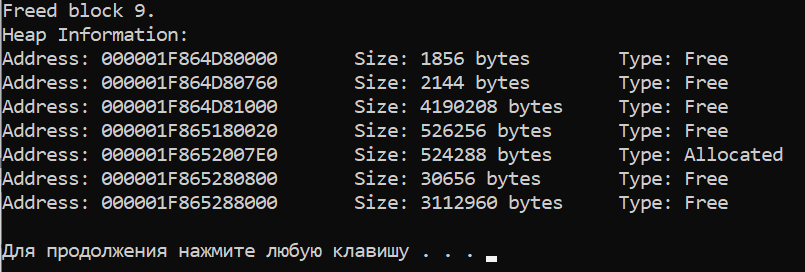 Freed block 9.
Heap Information:
Address: 000001F864D80000 Size: 1856 bytes Type: Free
Address: 000001F864D80760 Size: 2144 bytes Type: Free
Address: 000001F864D81000 Size: 4190208 bytes Type: Free
Address: 000001F865180020 Size: 526256 bytes Type: Free
Address: 000001F8652007E0 Size: 524288 bytes Type: Allocated
Address: 000001F865280800 Size: 30656 bytes Type: Free
Address: 000001F865288000 Size: 3112960 bytes Type: Free
Для продолжения нажмите любую клавишу . . .